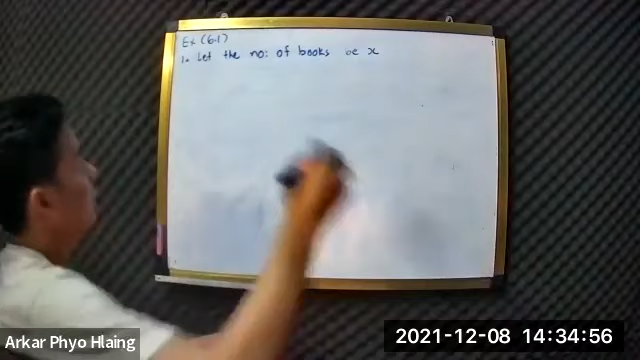 Ex (6.1)
1. Let the no: of books be x
Arkar Phyo Hlaing
2021-12-08 14:34:56